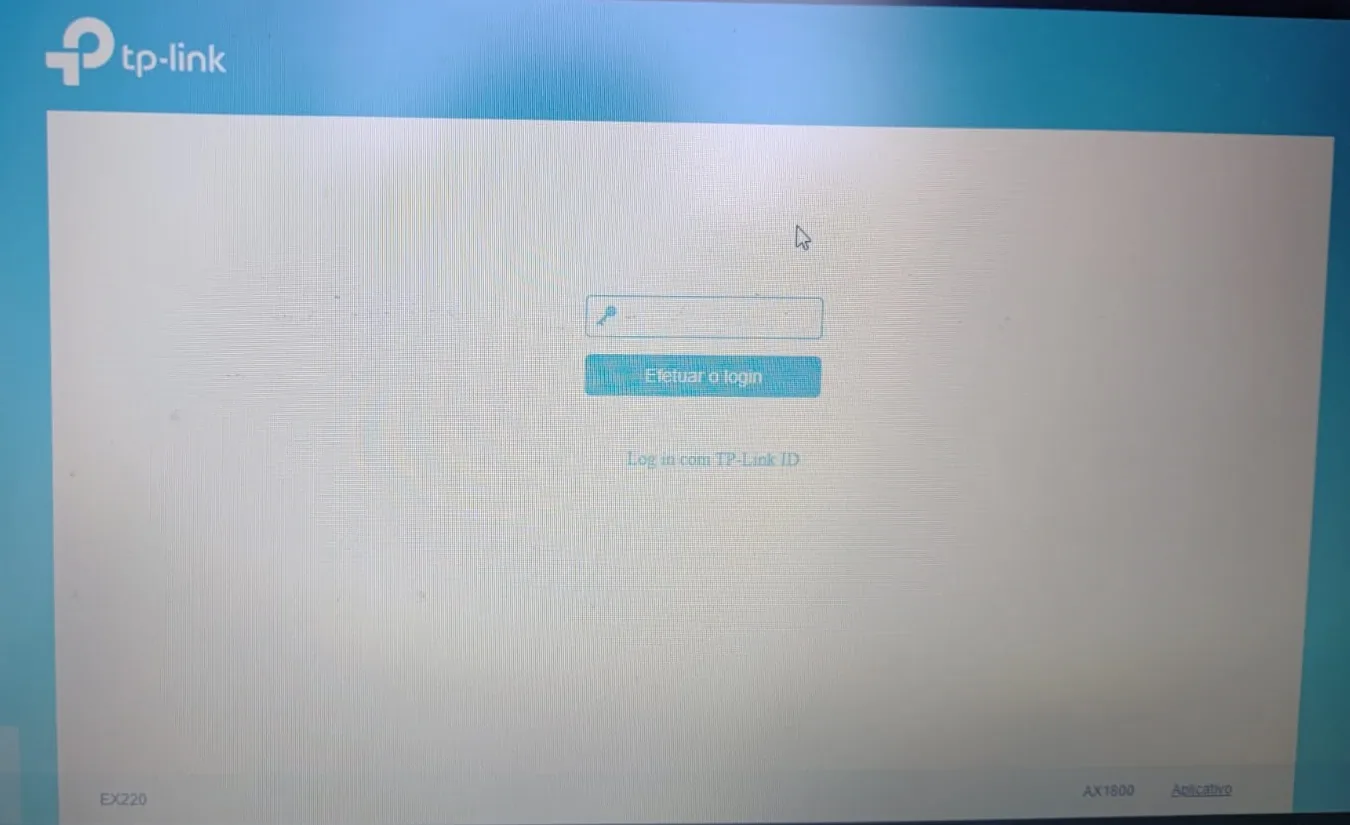 tp-link
Efetuar o login
Log in com TP-Link ID
EX220
AX1800 Aplicativo